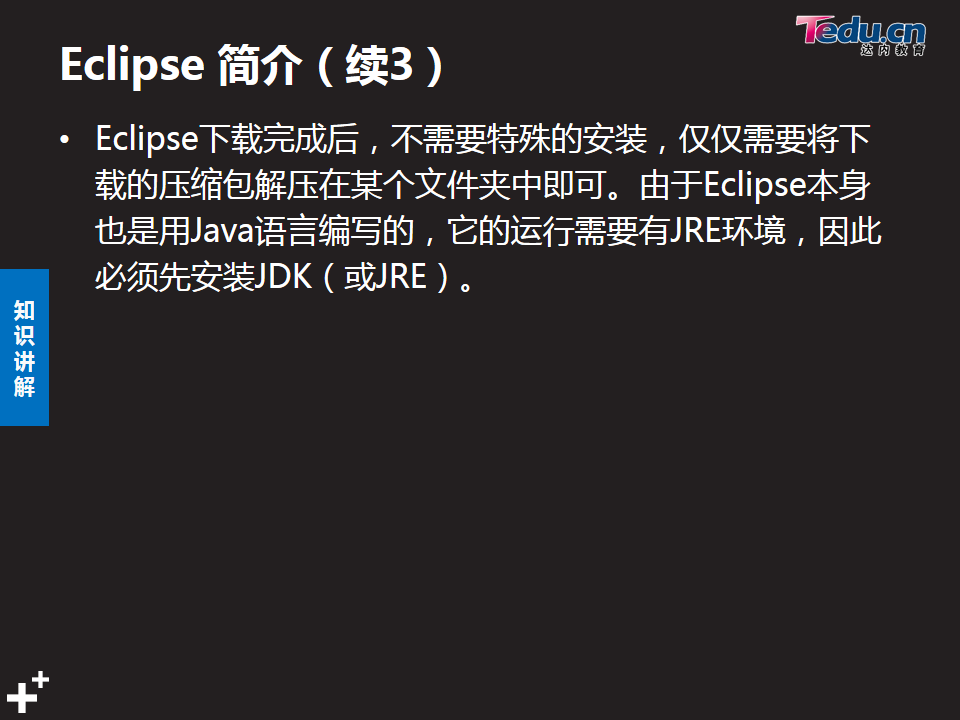 Tedu.cn
达内教育
Eclipse 简介（续3）
• Eclipse下载完成后，不需要特殊的安装，仅仅需要将下
载的压缩包解压在某个文件夹中即可。由于Eclipse本身
也是用Java语言编写的，它的运行需要有JRE环境，因此
必须先安装JDK（或JRE）。
知
识
讲
解